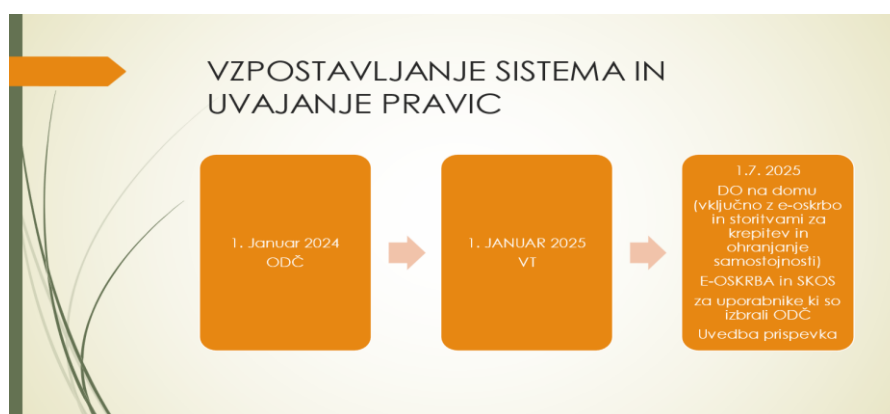 VZPOSTAVLJANJE SISTEMA IN
UVAJANJE PRAVIC
1. Januar 2024
ODČ
1. JANUAR 2025
VT
1.7. 2025
DO na domu
(vključno z e-oskrbo
in storitvami za
krepitev in
ohranjanje
samostojnosti)
E-OSKRBA in SKOS
za uporabnike ki so
izbrali ODČ
Uvedba prispevka